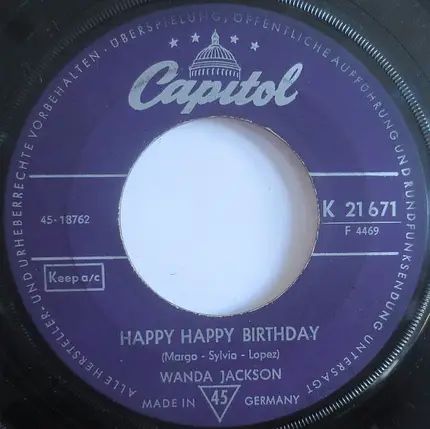 ALLE HERSTELLER- UND URHEBERRECHTE VORBEHALTEN · ÜBERSPIELUNG, ÖFFENTLICHE AUFFÜHRUNG UND RUNDFUNKSENDUNG UNTERSAGT
Capitol
45-18762
K 21 671
F 4469
Keep a/c
HAPPY HAPPY BIRTHDAY
(Margo - Sylvia - Lopez)
WANDA JACKSON
MADE IN 45 GERMANY